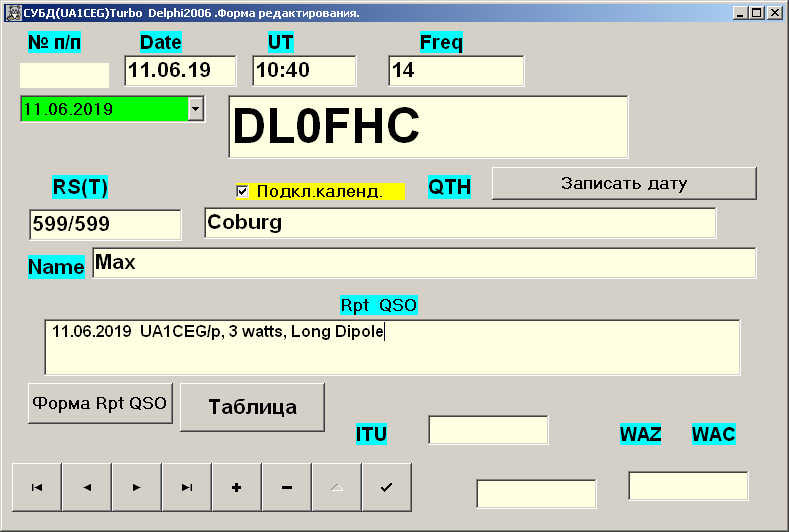 СУБД(UA1CEG)Turbo Delphi2006 .Форма редактирования.
№ п/п Date UT Freq
11.06.19 10:40 14
11.06.2019
DL0FHC
RS(T) Подкл.календ. QTH Записать дату
599/599 Coburg
Name Max
Rpt QSO
11.06.2019 UA1CEG/p, 3 watts, Long Dipole
Форма Rpt QSO Таблица
ITU WAZ WAC